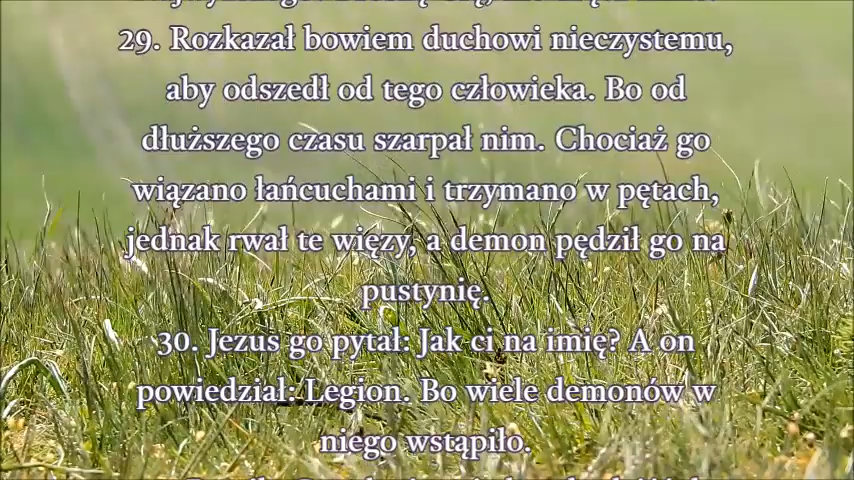 29. Rozkazał bowiem duchowi nieczystemu,
aby odszedł od tego człowieka. Bo od
dłuższego czasu szarpał nim. Chociaż go
wiązano łańcuchami i trzymano w pętach,
jednak rwał te więzy, a demon pędził go na
pustynię.
30. Jezus go pytał: Jak ci na imię? A on
powiedział: Legion. Bo wiele demonów w
niego wstąpiło.